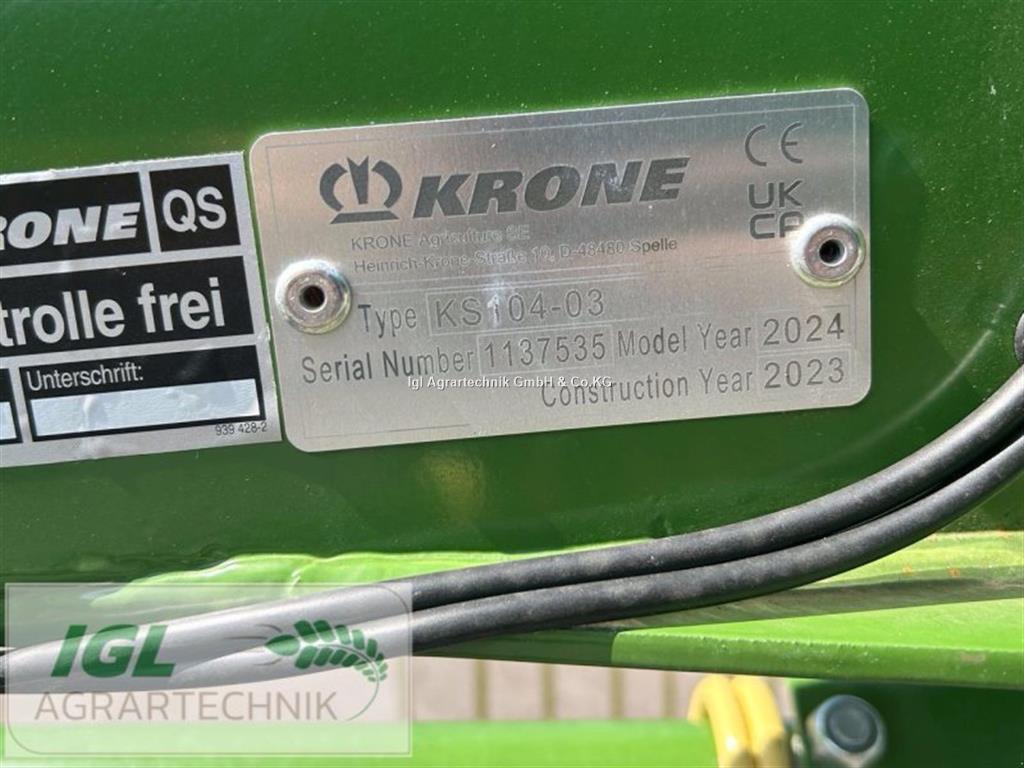 KRONE QS
trolle frei
Unterschrift:
939 428-2
KRONE
CE
UK
CA
KRONE Agriculture SE
Heinrich-Krone-Straße 10, D-48480 Spelle
Type KS104-03
Serial Number 1137535 Model Year 2024
Construction Year 2023
Igl Agrartechnik GmbH & Co.KG
IGL
AGRARTECHNIK